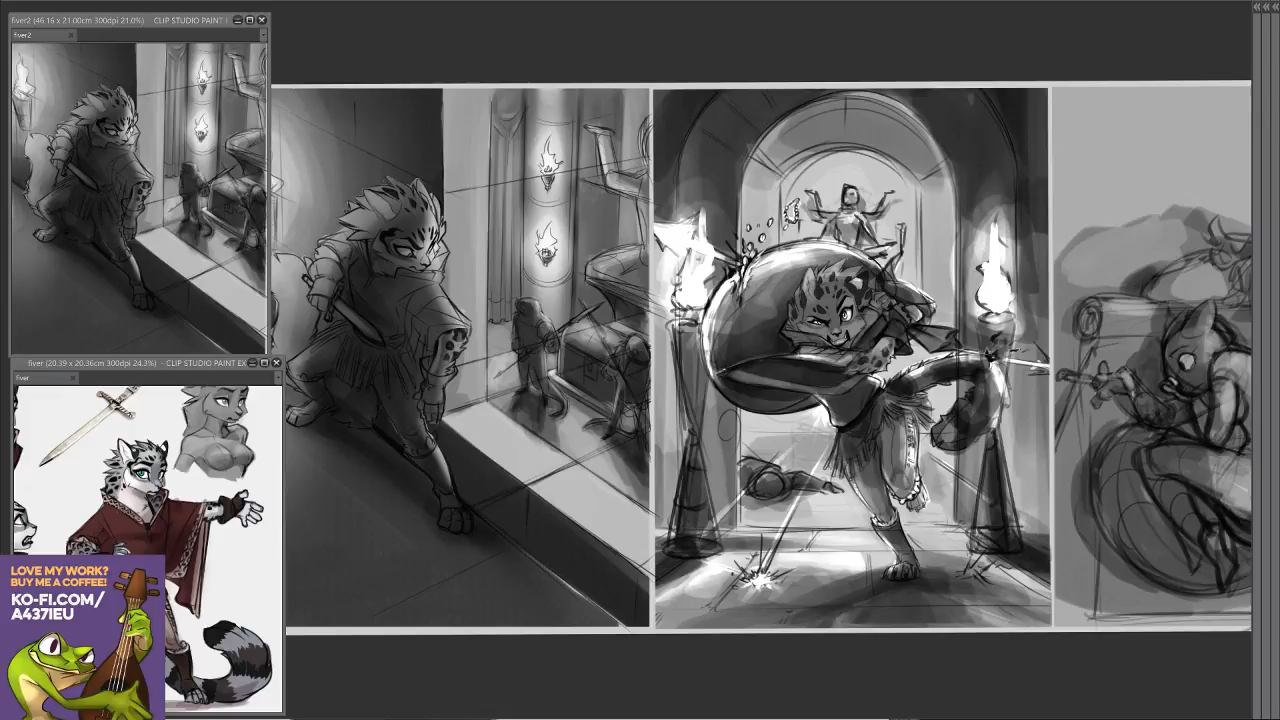 fiver2 (46.16 x 21.00cm 300dpi 21.0%) - CLIP STUDIO PAINT
fiver2
fiver (20.39 x 20.36cm 300dpi 24.3%) - CLIP STUDIO PAINT EX
fiver
LOVE MY WORK?
BUY ME A COFFEE!
KO-FI.COM/
A437IEU